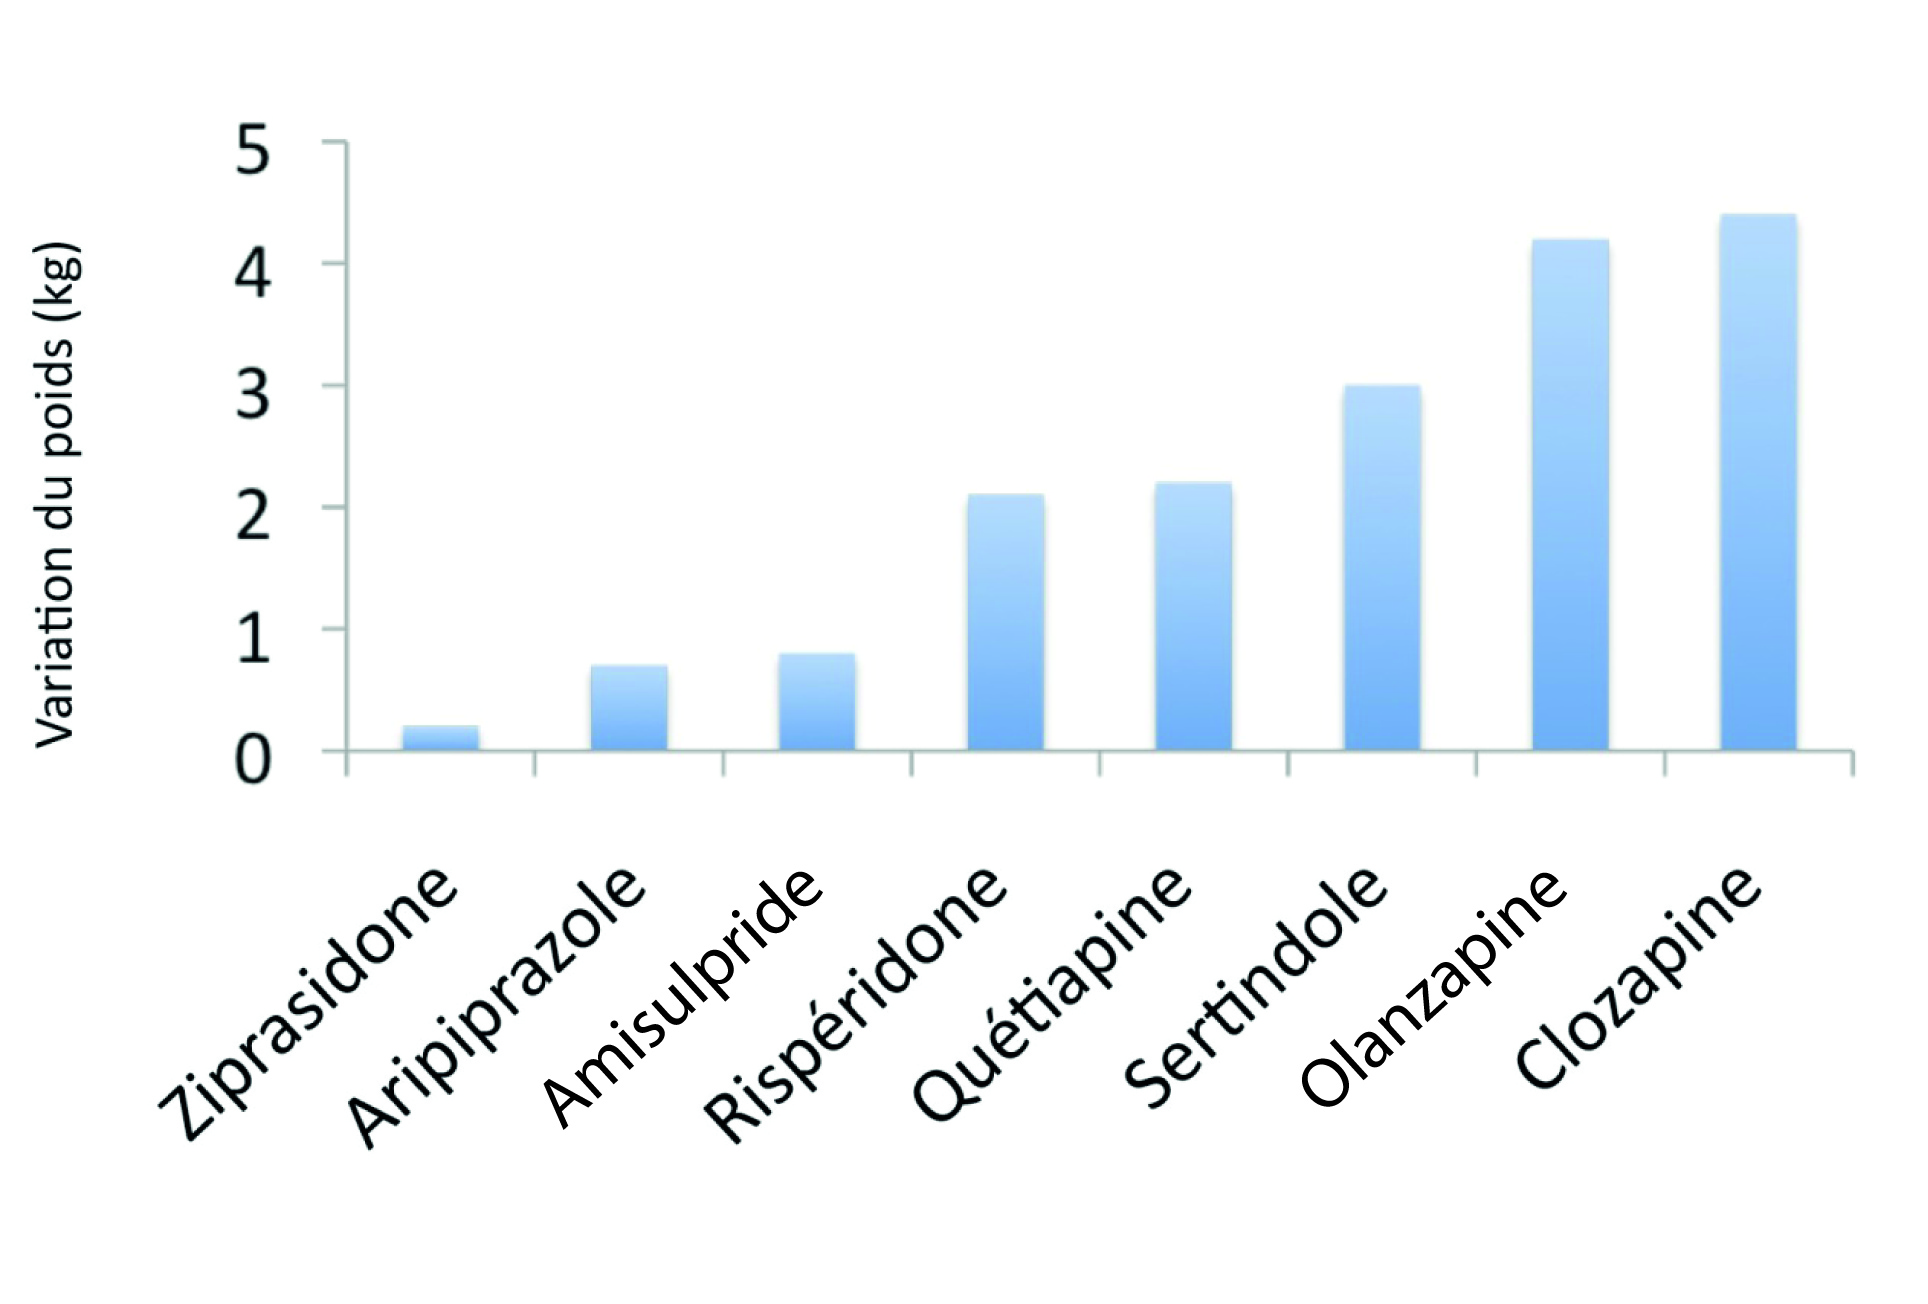 Variation du poids (kg)
5
4
3
2
1
0
Ziprasidone
Aripiprazole
Amisulpride
Rispéridone
Quétiapine
Sertindole
Olanzapine
Clozapine